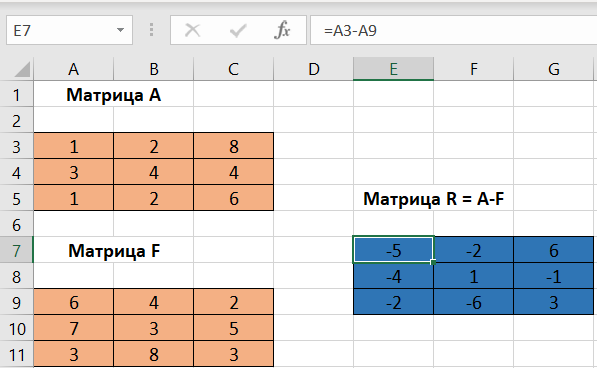 E7 fx =A3-A9
A B C D E F G
1 Матрица A
2
3 1 2 8
4 3 4 4
5 1 2 6 Матрица R = A-F
6
7 Матрица F -5 -2 6
8 -4 1 -1
9 6 4 2 -2 -6 3
10 7 3 5
11 3 8 3